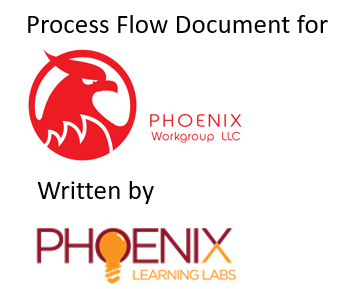 Process Flow Document for
PHOENIX
Workgroup LLC
Written by
PHOENIX
LEARNING LABS